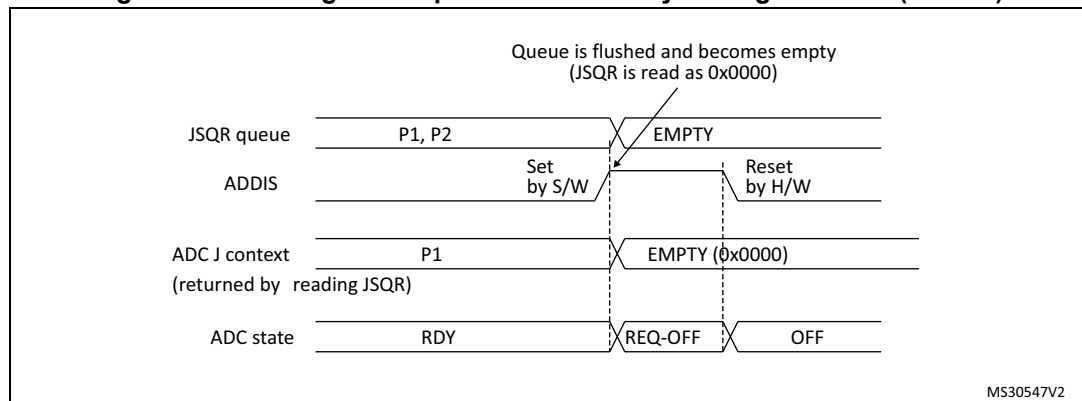 Queue is flushed and becomes empty
(JSQR is read as 0x0000)
JSQR queue P1, P2 EMPTY
ADDIS Set by S/W Reset by H/W
ADC J context P1 EMPTY (0x0000)
(returned by reading JSQR)
ADC state RDY REQ-OFF OFF
MS30547V2